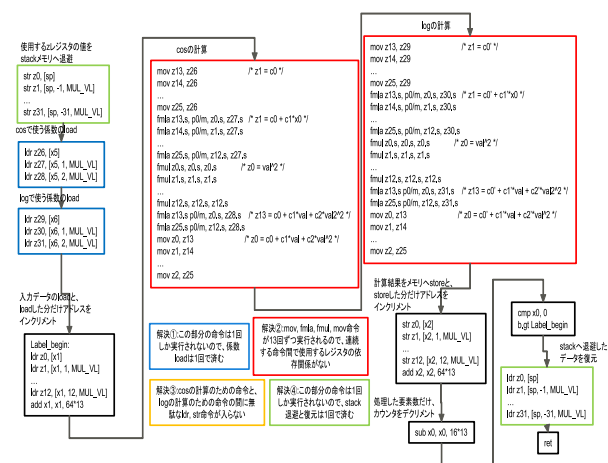 使用するzレジスタの値を
stackメモリへ退避
str z0, [sp]
str z1, [sp, -1, MUL_VL]
...
str z31, [sp, -31, MUL_VL]
cosで使う係数のload
ldr z26, [x5]
ldr z27, [x5, 1, MUL_VL]
ldr z28, [x5, 2, MUL_VL]
logで使う係数のload
ldr z29, [x6]
ldr z30, [x6, 1, MUL_VL]
ldr z31, [x6, 2, MUL_VL]
入力データのloadと、
loadした分だけアドレスを
インクリメント
Label_begin:
ldr z0, [x1]
ldr z1, [x1, 1, MUL_VL]
...
ldr z12, [x1, 12, MUL_VL]
add x1, x1, 64*13
cosの計算
mov z13, z26 /* z1 = c0 */
mov z14, z26
...
mov z25, z26
fmla z13,s, p0/m, z0,s, z27,s /* z1 = c0 + c1*x0 */
fmla z14,s, p0/m, z1,s, z27,s
...
fmla z25,s, p0/m, z12,s, z27,s
fmul z0,s, z0,s, z0,s /* z0 = val^2 */
fmul z1,s, z1,s, z1,s
...
fmul z12,s, z12,s, z12,s
fmla z13,s p0/m, z0,s, z28,s /* z13 = c0 + c1*val + c2*val^2 */
fmla z25,s p0/m, z12,s, z28,s
mov z0, z13 /* z0 = c0 + c1*val + c2*val^2 */
mov z1, z14
...
mov z2, z25
logの計算
mov z13, z29 /* z1 = c0' */
mov z14, z29
...
mov z25, z29
fmla z13,s, p0/m, z0,s, z30,s /* z1 = c0' + c1'*x0 */
fmla z14,s, p0/m, z1,s, z30,s
...
fmla z25,s, p0/m, z12,s, z30,s
fmul z0,s, z0,s, z0,s /* z0 = val^2 */
fmul z1,s, z1,s, z1,s
...
fmul z12,s, z12,s, z12,s
fmla z13,s p0/m, z0,s, z31,s /* z13 = c0' + c1'*val + c2'*val^2 */
fmla z25,s p0/m, z12,s, z31,s
mov z0, z13 /* z0 = c0' + c1'*val + c2'*val^2 */
mov z1, z14
...
mov z2, z25
解決①:この部分の命令は1回
しか実行されないので、係数
loadは1回で済む
解決②:mov, fmla, fmul, mov命令
が13回ずつ実行されるので、連続
する命令間で使用するレジスタの依
存関係がない
解決③:cosの計算のための命令と、
logの計算のための命令の間に無
駄なldr, str命令が入らない
解決④:この部分の命令は1回
しか実行されないので、stack
退避と復元は1回で済む
計算結果をメモリへstoreと、
storeした分だけアドレスを
インクリメント
str z0, [x2]
str z1, [x2, 1, MUL_VL]
...
str z12, [x2, 12, MUL_VL]
add x2, x2, 64*13
処理した要素数だけ、
カウンタをデクリメント
sub x0, x0, 16*13
cmp x0, 0
b,gt Label_begin
stackへ退避した
データを復元
ldr z0, [sp]
ldr z1, [sp, -1, MUL_VL]
...
ldr z31, [sp, -31, MUL_VL]
ret